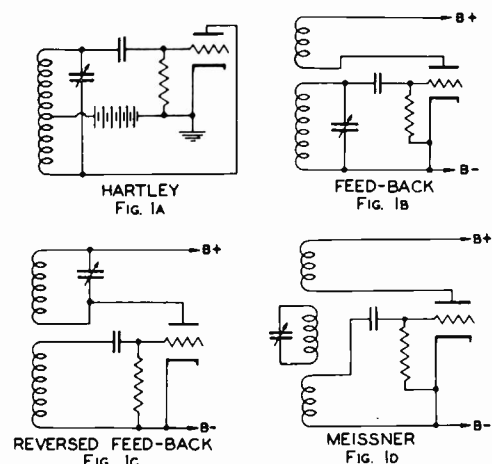 HARTLEY
FIG. 1A
B+
B-
FEED-BACK
FIG. 1B
B+
B-
REVERSED FEED-BACK
FIG. 1C
B+
B-
MEISSNER
FIG. 1D